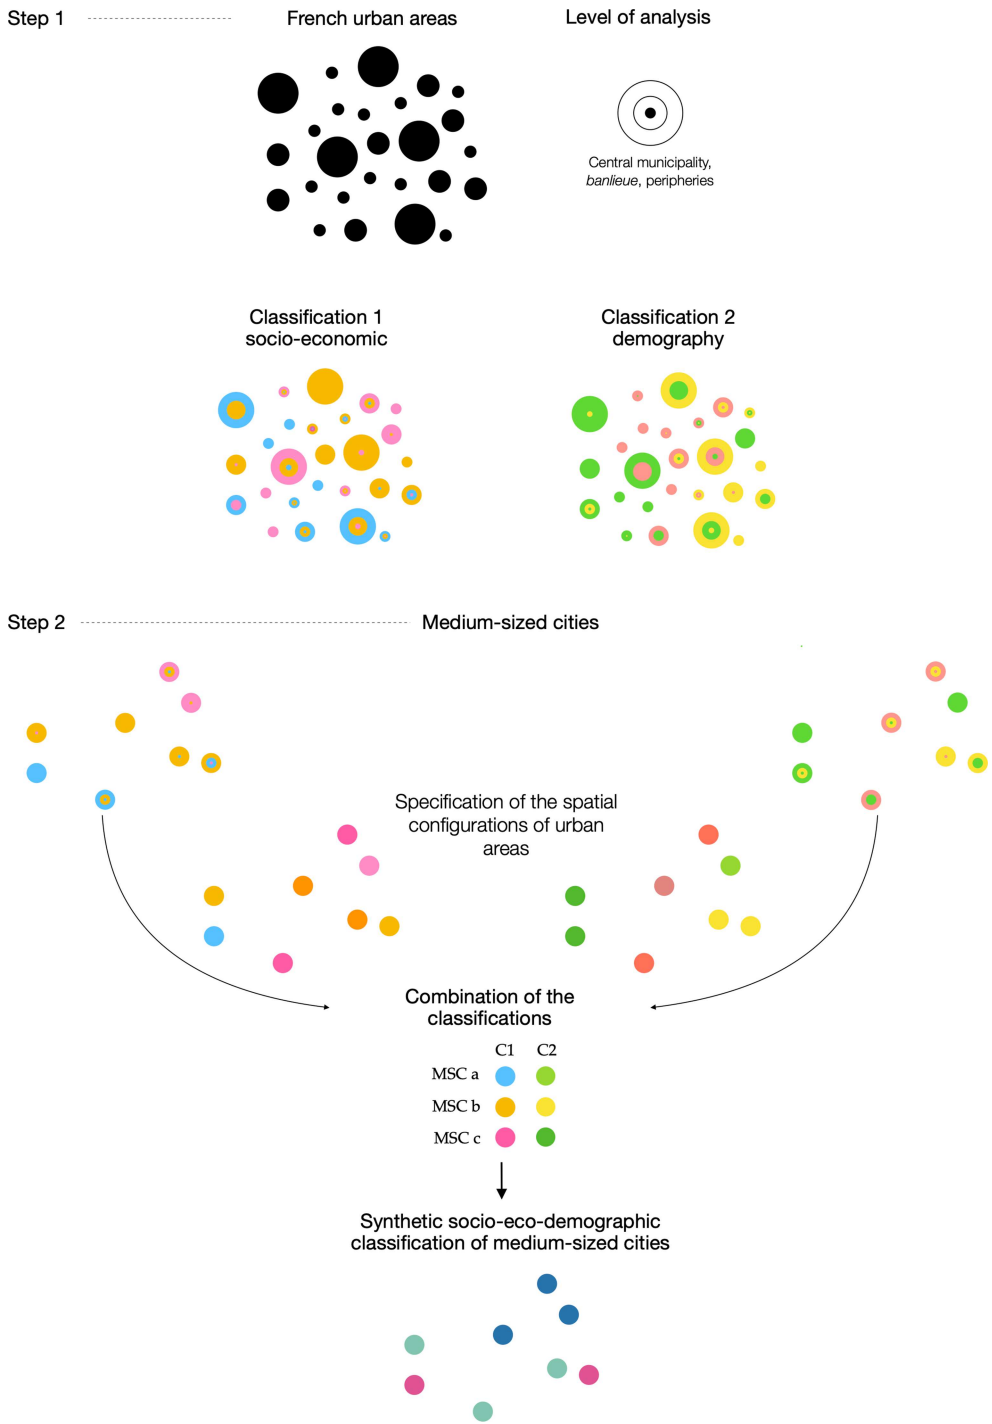 Step 1
French urban areas
Level of analysis
Central municipality,
banlieue, peripheries
Classification 1
socio-economic
Classification 2
demography
Step 2
Medium-sized cities
Specification of the spatial
configurations of urban
areas
Combination of the
classifications
C1 C2
MSC a
MSC b
MSC c
Synthetic socio-eco-demographic
classification of medium-sized cities